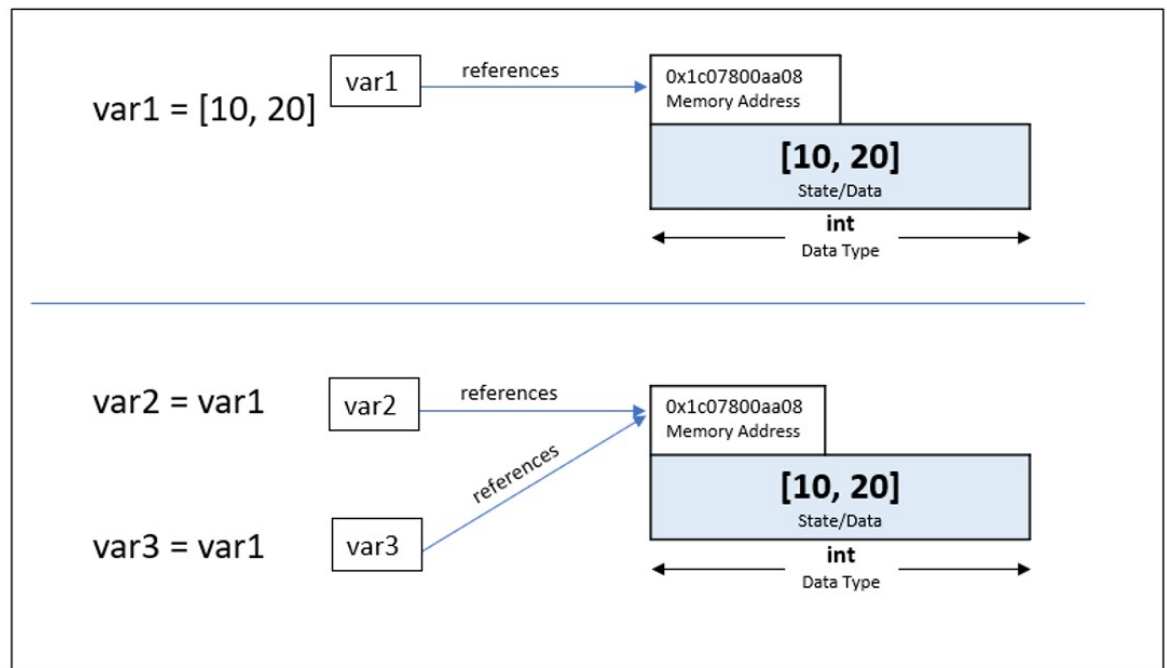 var1 = [10, 20]
var1
references
0x1c07800aa08
Memory Address
[10, 20]
State/Data
int
Data Type
var2 = var1
var2
references
0x1c07800aa08
Memory Address
[10, 20]
State/Data
int
Data Type
var3 = var1
var3
references